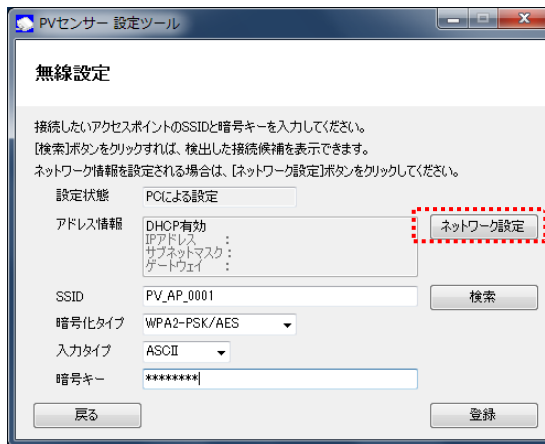 PVセンサー 設定ツール
無線設定
接続したいアクセスポイントのSSIDと暗号キーを入力してください。
[検索]ボタンをクリックすれば、検出した接続候補を表示できます。
ネットワーク情報を設定される場合は、[ネットワーク設定]ボタンをクリックしてください。
設定状態 PCによる設定
アドレス情報 DHCP有効 ネットワーク設定
IPアドレス :
サブネットマスク :
ゲートウェイ :
SSID PV_AP_0001 検索
暗号化タイプ WPA2-PSK/AES
入力タイプ ASCII
暗号キー ********
戻る 登録